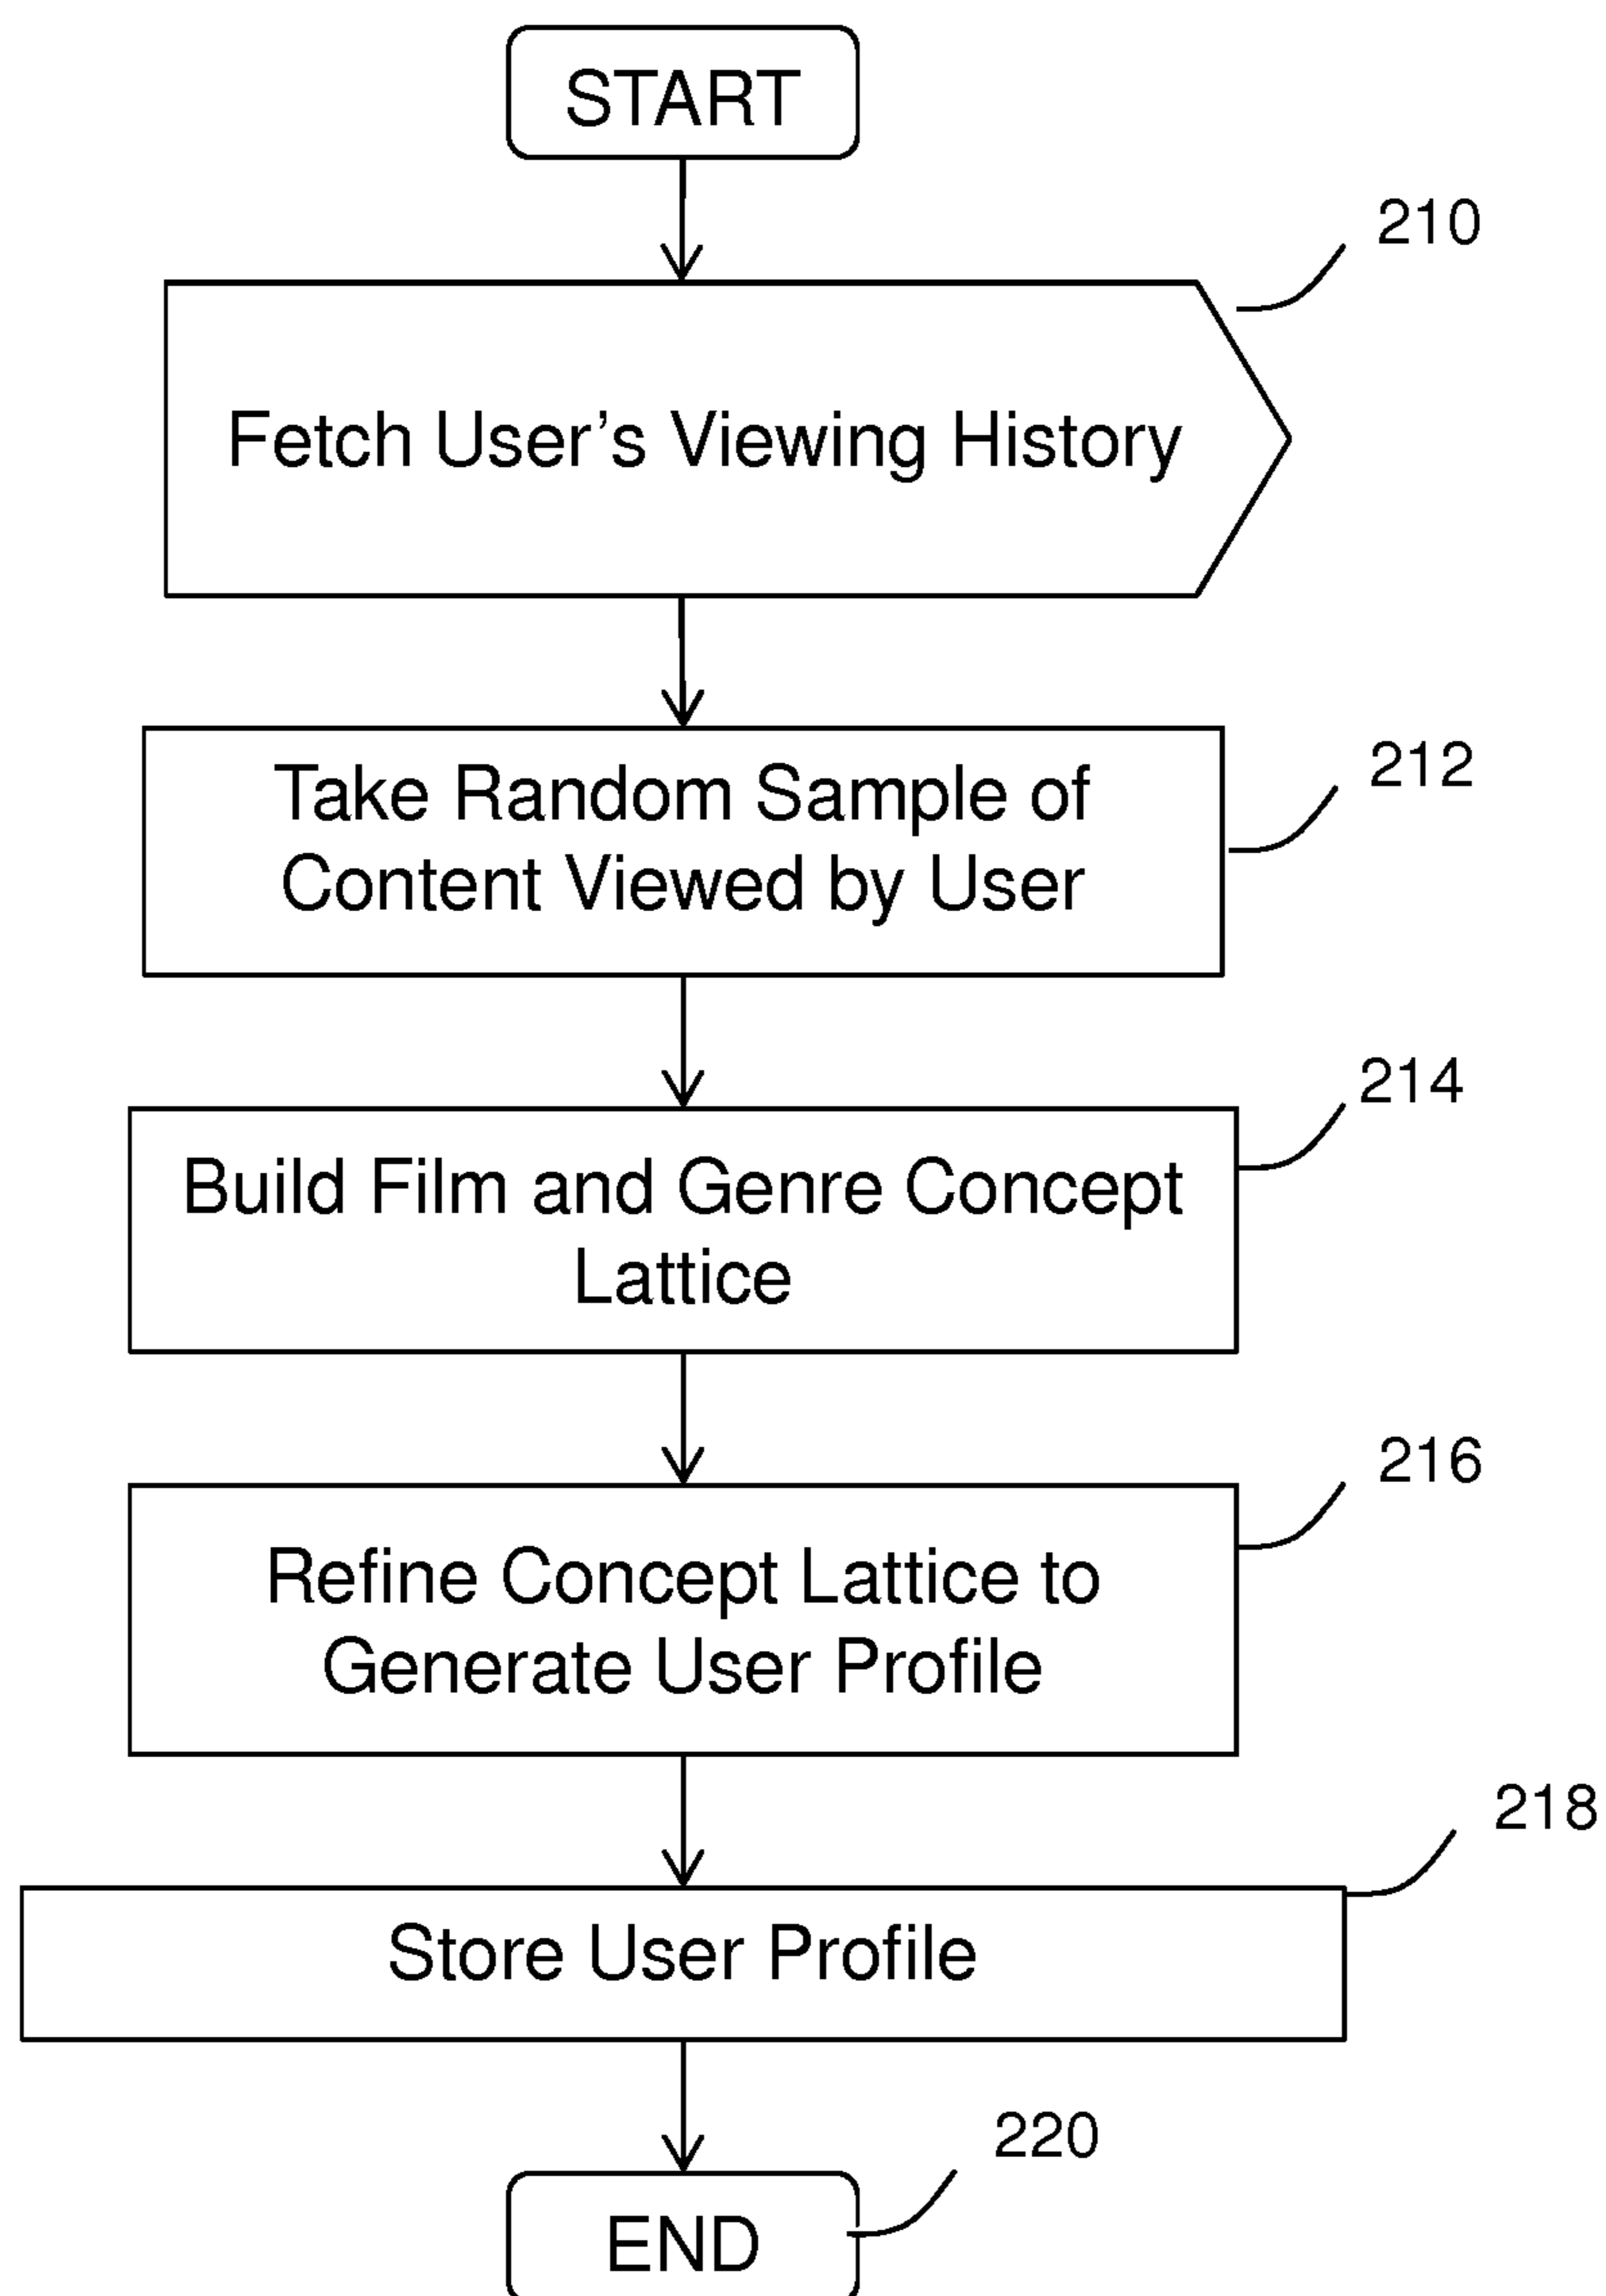 START
210
Fetch User’s Viewing History
212
Take Random Sample of
Content Viewed by User
214
Build Film and Genre Concept
Lattice
216
Refine Concept Lattice to
Generate User Profile
218
Store User Profile
220
END